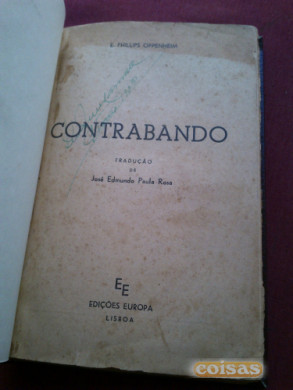 E. PHILLIPS OPPENHEIM
CONTRABANDO
TRADUÇÃO
DE
José Edmundo Paula Rosa
EE
EDIÇÕES EUROPA
LISBOA
coisas